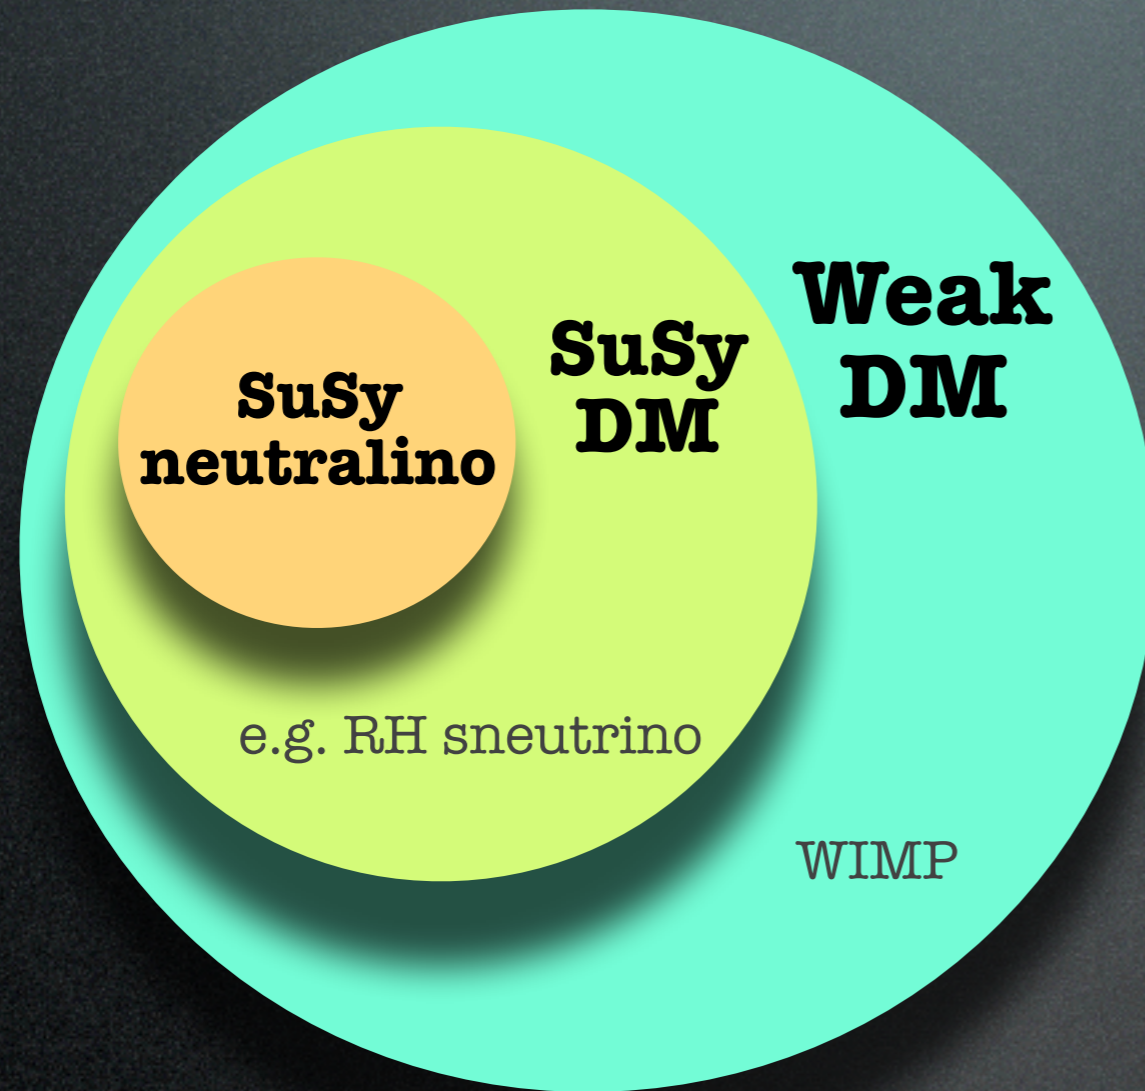 SuSy
neutralino
SuSy
DM
Weak
DM
e.g. RH sneutrino
WIMP